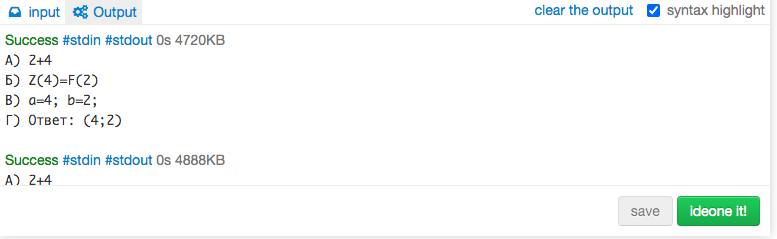 input Output clear the output syntax highlight
Success #stdin #stdout 0s 4720KB
А) 2+4
Б) Z(4)=F(2)
В) a=4; b=2;
Г) Ответ: (4;2)
Success #stdin #stdout 0s 4888KB
А) 2+4
save ideone it!